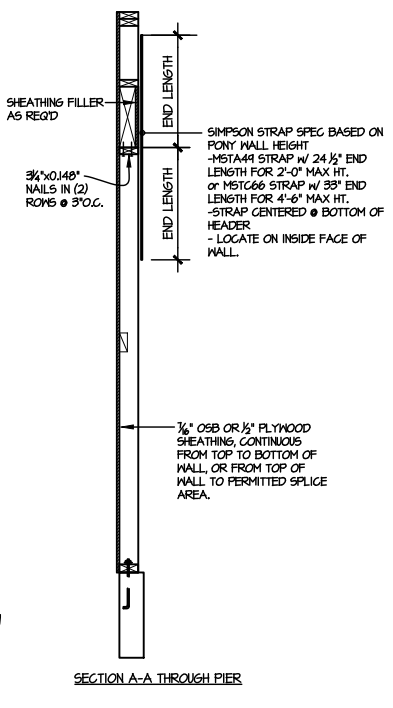 END LENGTH
SHEATHING FILLER
AS REQ'D
SIMPSON STRAP SPEC BASED ON
PONY WALL HEIGHT
-MSTA49 STRAP W/ 24 ½" END
LENGTH FOR 2'-0" MAX HT.
or MSTC66 STRAP W/ 33" END
LENGTH FOR 4'-6" MAX HT.
-STRAP CENTERED @ BOTTOM OF
HEADER
- LOCATE ON INSIDE FACE OF
WALL.
3¼"x0.148"
NAILS IN (2)
ROWS @ 3"O.C.
END LENGTH
7/16" OSB OR ½" PLYWOOD
SHEATHING, CONTINUOUS
FROM TOP TO BOTTOM OF
WALL, OR FROM TOP OF
WALL TO PERMITTED SPLICE
AREA.
SECTION A-A THROUGH PIER